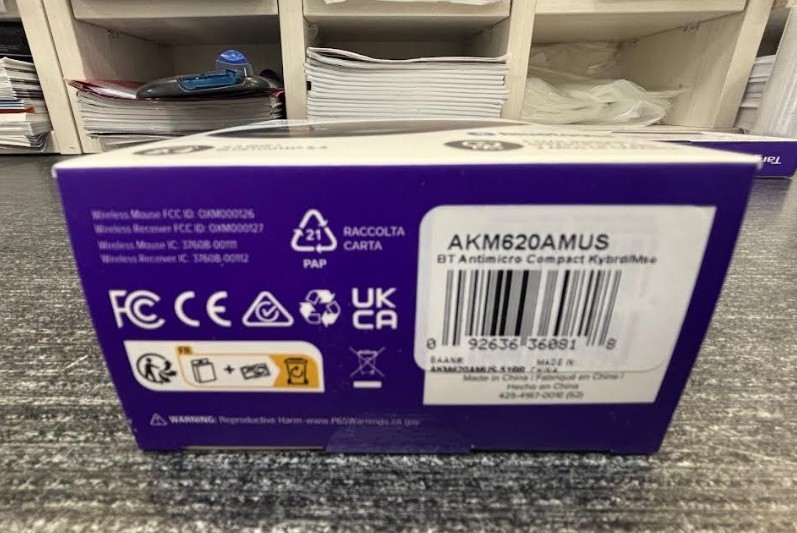 Wireless Mouse FCC ID: OXM000126
Wireless Receiver FCC ID: OXM000127
Wireless Mouse IC: 3760B-00111
Wireless Receiver IC: 3760B-00112
21
PAP
RACCOLTA
CARTA
FC CE
UK
CA
FR
+
WARNING: Reproductive Harm-www.P65Warnings.ca.gov
AKM620AMUS
BT Antimicro Compact Kybrd/Mse
0 92636 36081 8
MADE IN:
AKM620AMUS
Made in China | Fabriqué en Chine |
Hecho en China
Tar